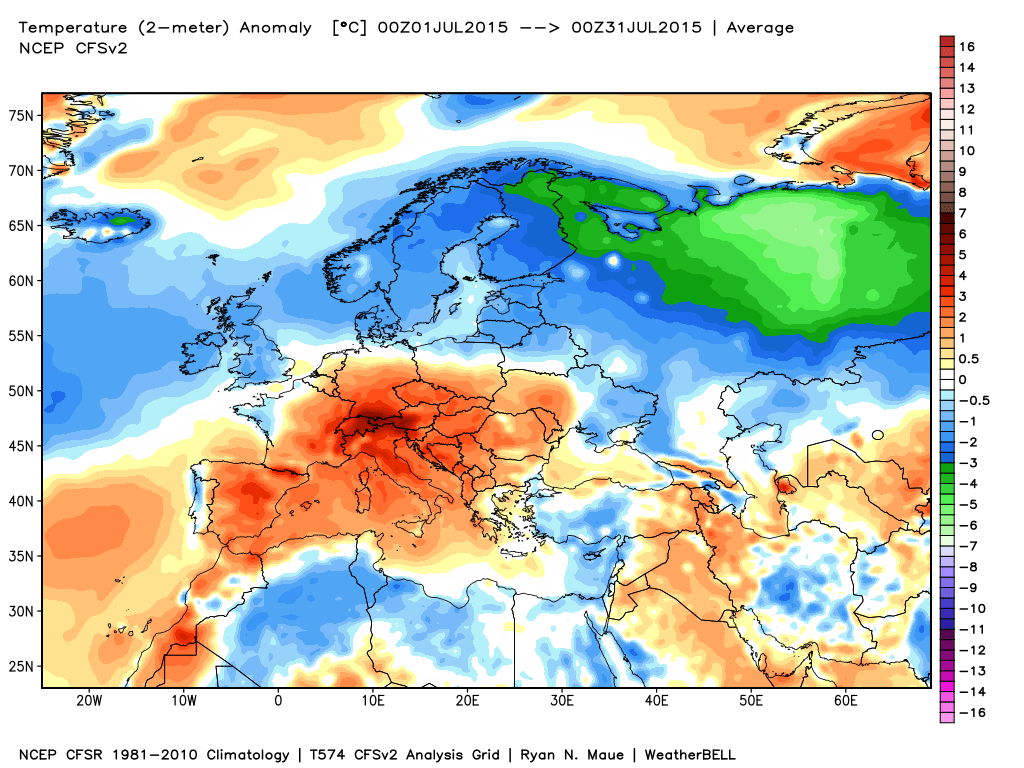 Temperature (2-meter) Anomaly [°C] 00Z01JUL2015 --> 00Z31JUL2015 | Average
NCEP CFSv2
75N
70N
65N
60N
55N
50N
45N
40N
35N
30N
25N
20W 10W 0 10E 20E 30E 40E 50E 60E
16
14
13
12
11
10
9
8
7
6
5
4
3
2
1
0.5
0
-0.5
-1
-2
-3
-4
-5
-6
-7
-8
-9
-10
-11
-12
-13
-14
-16
NCEP CFSR 1981-2010 Climatology | T574 CFSv2 Analysis Grid | Ryan N. Maue | WeatherBELL